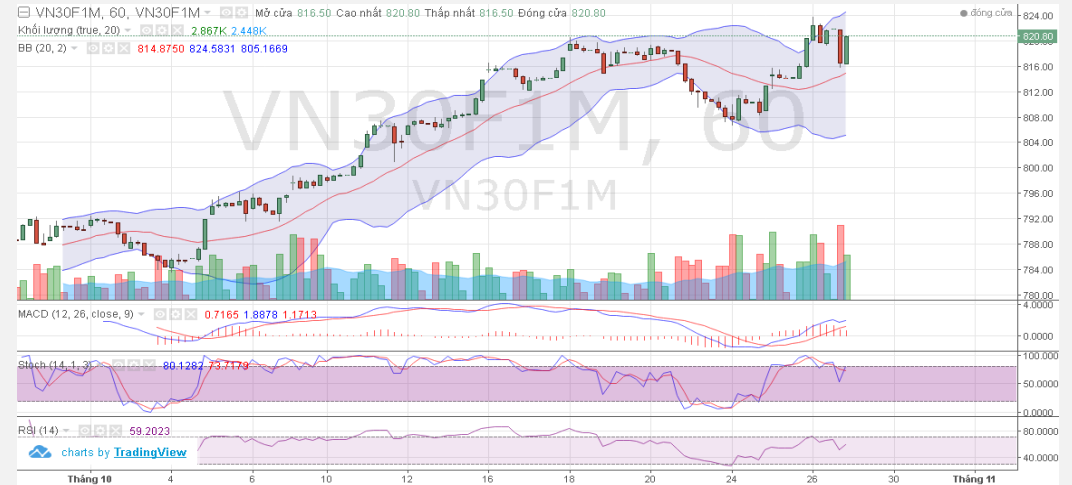 VN30F1M, 60, VN30F1M Mở cửa 816.50 Cao nhất 820.80 Thấp nhất 816.50 Đóng cửa 820.80
đóng cửa
Khối lượng (true, 20) 2.867K 2.448K
BB (20, 2) 814.8750 824.5831 805.1669
VN30F1M, 60
VN30F1M
824.00
820.80
816.00
812.00
808.00
804.00
800.00
796.00
792.00
788.00
784.00
780.00
MACD (12, 26, close, 9) 0.7165 1.8878 1.1713
4.0000
0.0000
Stoch (14, 1, 3) 80.1282 73.7173
100.0000
50.0000
0.0000
RSI (14) 59.2023
80.0000
40.0000
charts by TradingView
Tháng 10 4 6 10 12 16 18 20 24 26 30 Tháng 11